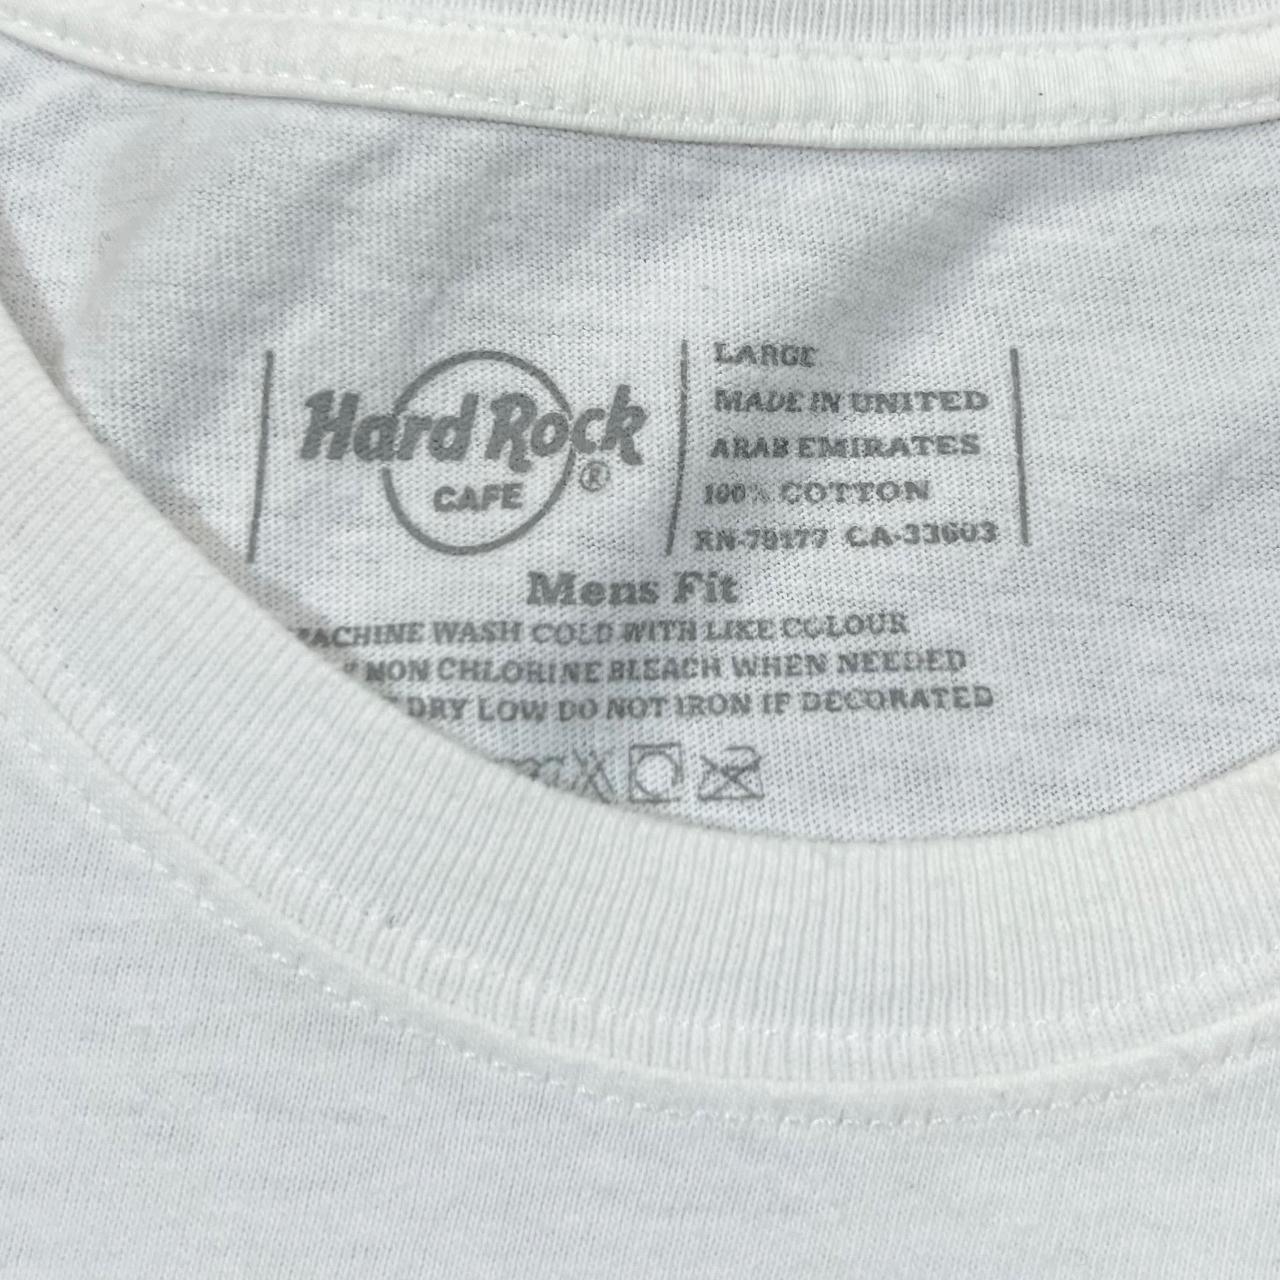 Hard Rock
CAFE
®
LARGE
MADE IN UNITED
ARAB EMIRATES
100% COTTON
RN-79177 CA-33603
Mens Fit
MACHINE WASH COLD WITH LIKE COLOUR
NON CHLORINE BLEACH WHEN NEEDED
DRY LOW DO NOT IRON IF DECORATED